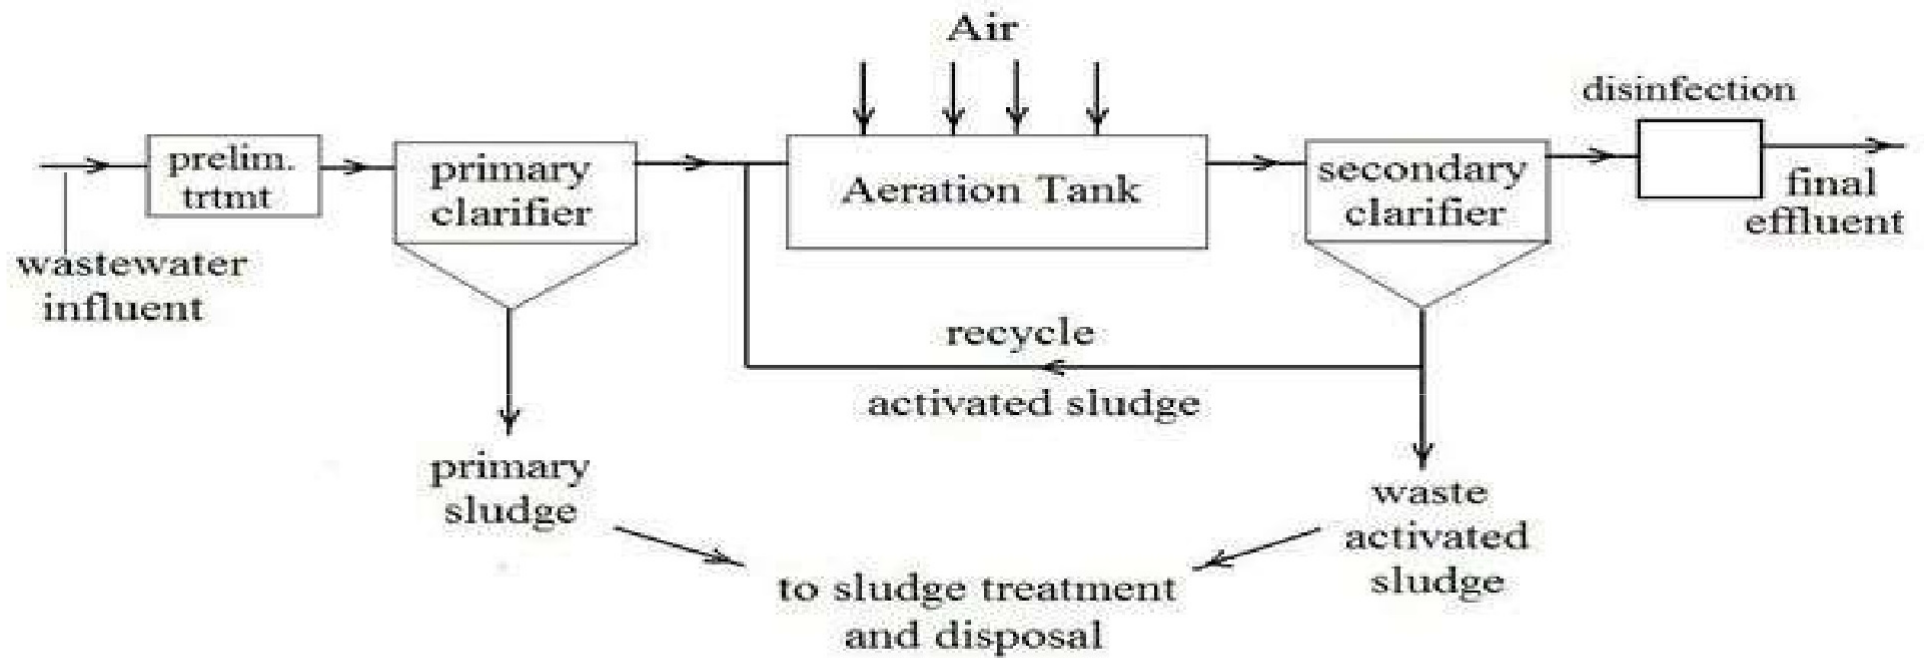 Air
disinfection
prelim.
trtmt
primary
clarifier
Aeration Tank
secondary
clarifier
final
effluent
wastewater
influent
recycle
activated sludge
primary
sludge
waste
activated
sludge
to sludge treatment
and disposal